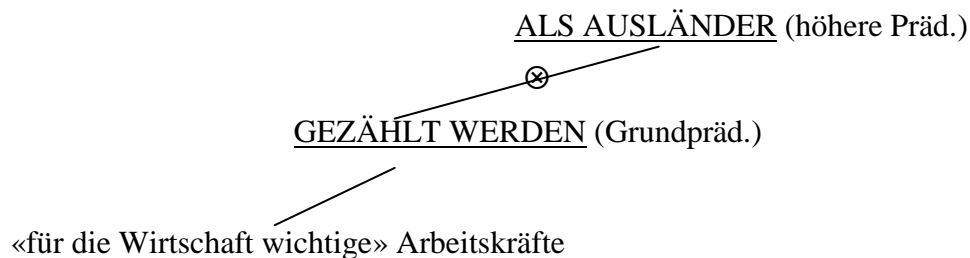 ALS AUSLÄNDER (höhere Präd.)
GEZÄHLT WERDEN (Grundpräd.)
«für die Wirtschaft wichtige» Arbeitskräfte